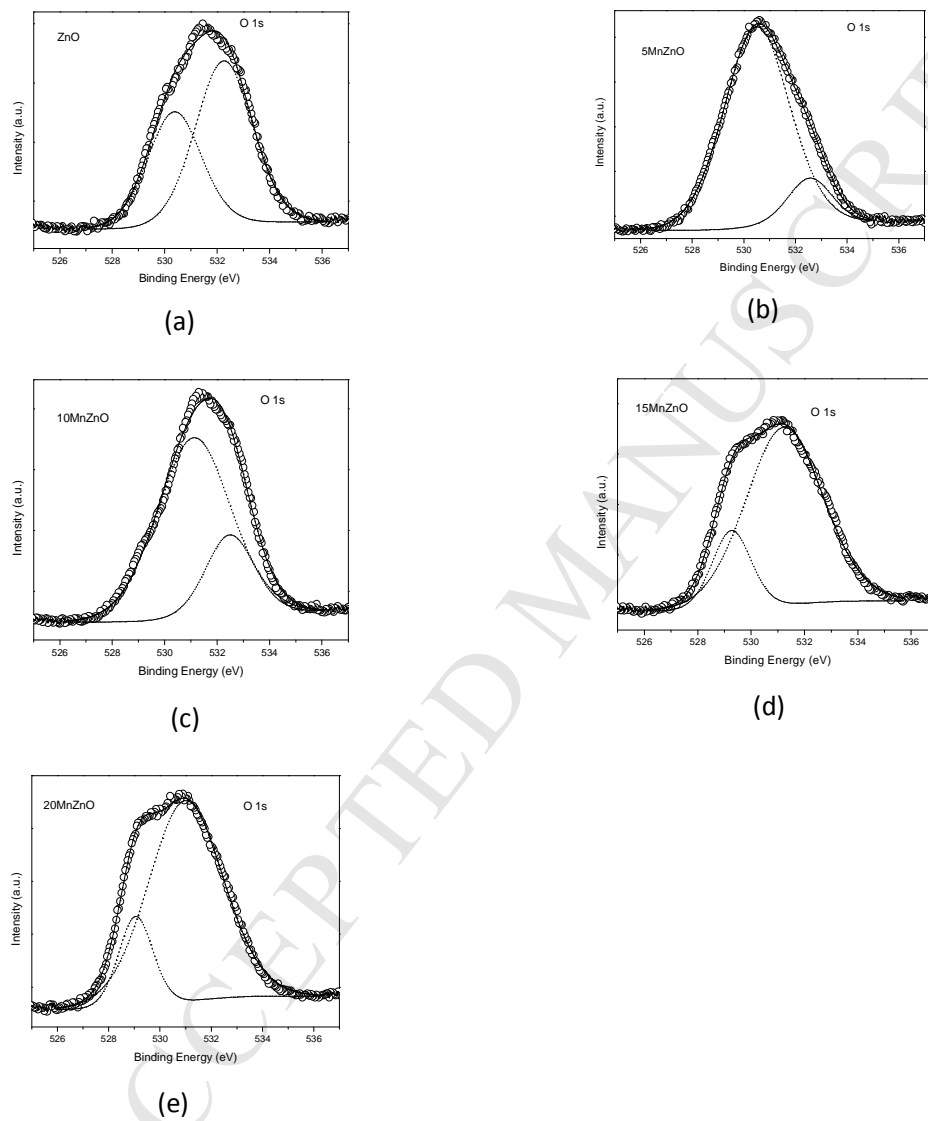 ZnO
O 1s
Intensity (a.u.)
526 528 530 532 534 536
Binding Energy (eV)
(a)
5MnZnO
O 1s
Intensity (a.u.)
526 528 530 532 534 536
Binding Energy (eV)
(b)
10MnZnO
O 1s
Intensity (a.u.)
526 528 530 532 534 536
Binding Energy (eV)
(c)
15MnZnO
O 1s
Intensity (a.u.)
526 528 530 532 534 536
Binding Energy (eV)
(d)
20MnZnO
O 1s
Intensity (a.u.)
526 528 530 532 534 536
Binding Energy (eV)
(e)
CCEPTED MANUSCRI